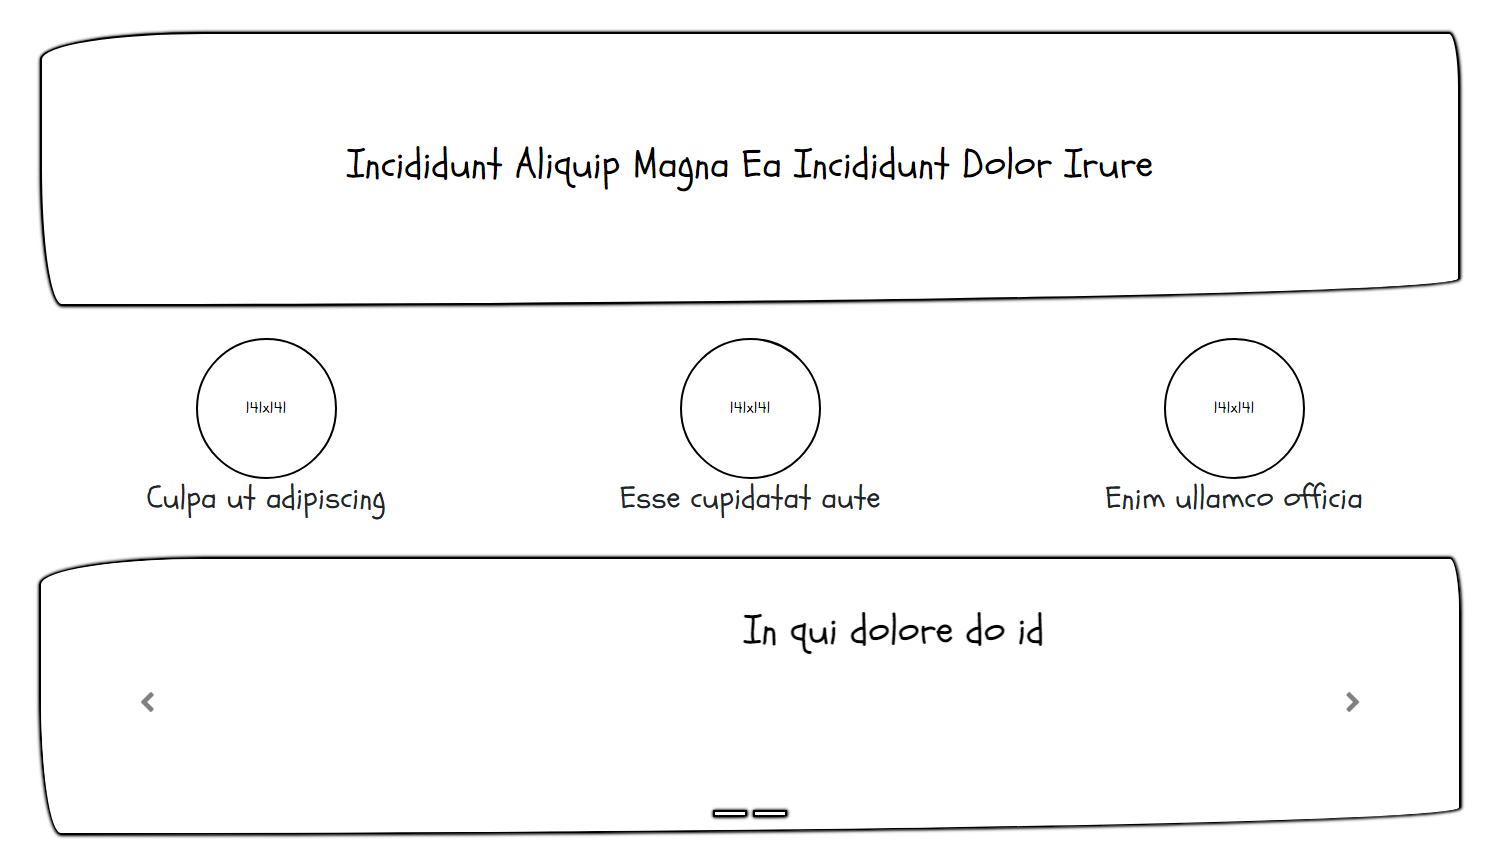 Incididunt Aliquip Magna Ea Incididunt Dolor Irure
141x141
141x141
141x141
Culpa ut adipiscing
Esse cupidatat aute
Enim ullamco officia
In qui dolore do id